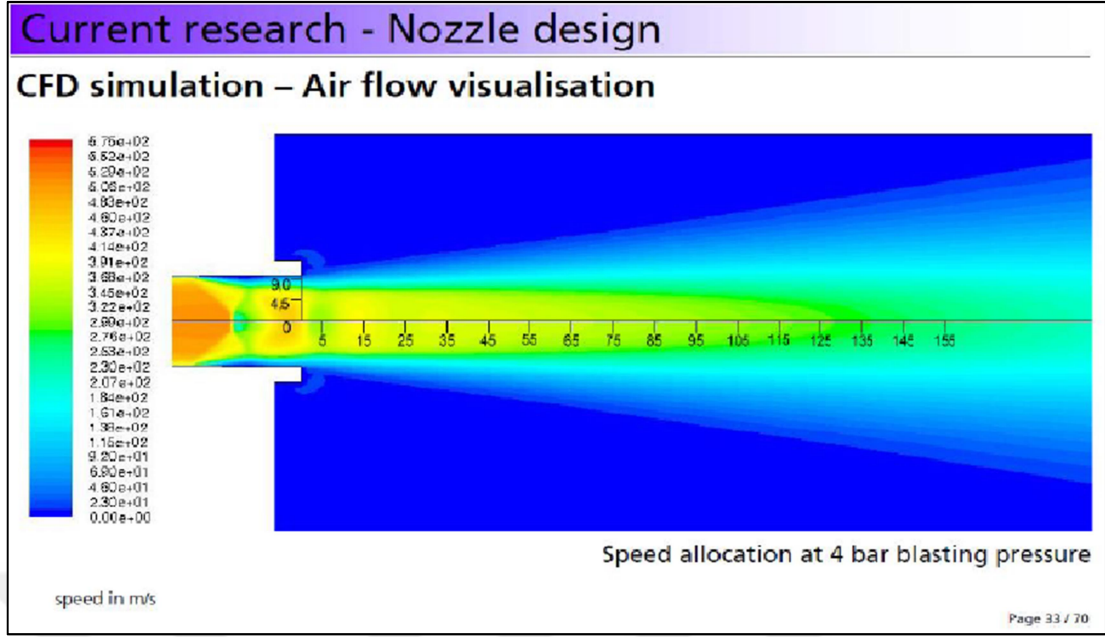 Current research - Nozzle design
CFD simulation – Air flow visualisation
5.75e+02
5.52e+02
5.29e+02
5.06e+02
4.83e+02
4.60e+02
4.37e+02
4.14e+02
3.91e+02
3.68e+02
3.45e+02
3.22e+02
2.99e+02
2.76e+02
2.53e+02
2.30e+02
2.07e+02
1.84e+02
1.61e+02
1.38e+02
1.15e+02
9.20e+01
6.90e+01
4.60e+01
2.30e+01
0.00e+00
9.0
4.5
0 5 15 25 35 45 55 65 75 85 95 105 115 125 135 145 155
Speed allocation at 4 bar blasting pressure
speed in m/s
Page 33 / 70